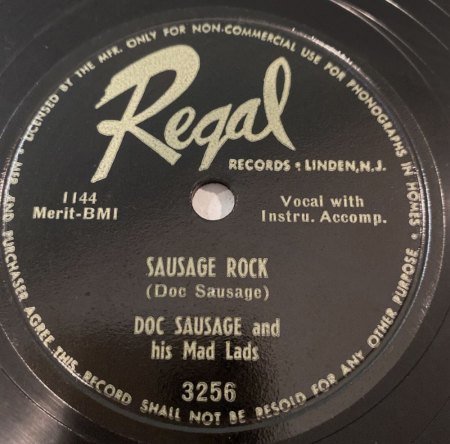 Regal
RECORDS • LINDEN, N.J.
1144
Merit-BMI
Vocal with
Instru. Accomp.
SAUSAGE ROCK
(Doc Sausage)
DOC SAUSAGE and
his Mad Lads
3256
LICENSED BY THE MFR. ONLY FOR NON-COMMERCIAL USE FOR PHONOGRAPHS IN HOMES •
AND PURCHASER AGREE THIS RECORD SHALL NOT BE RESOLD FOR ANY OTHER PURPOSE •